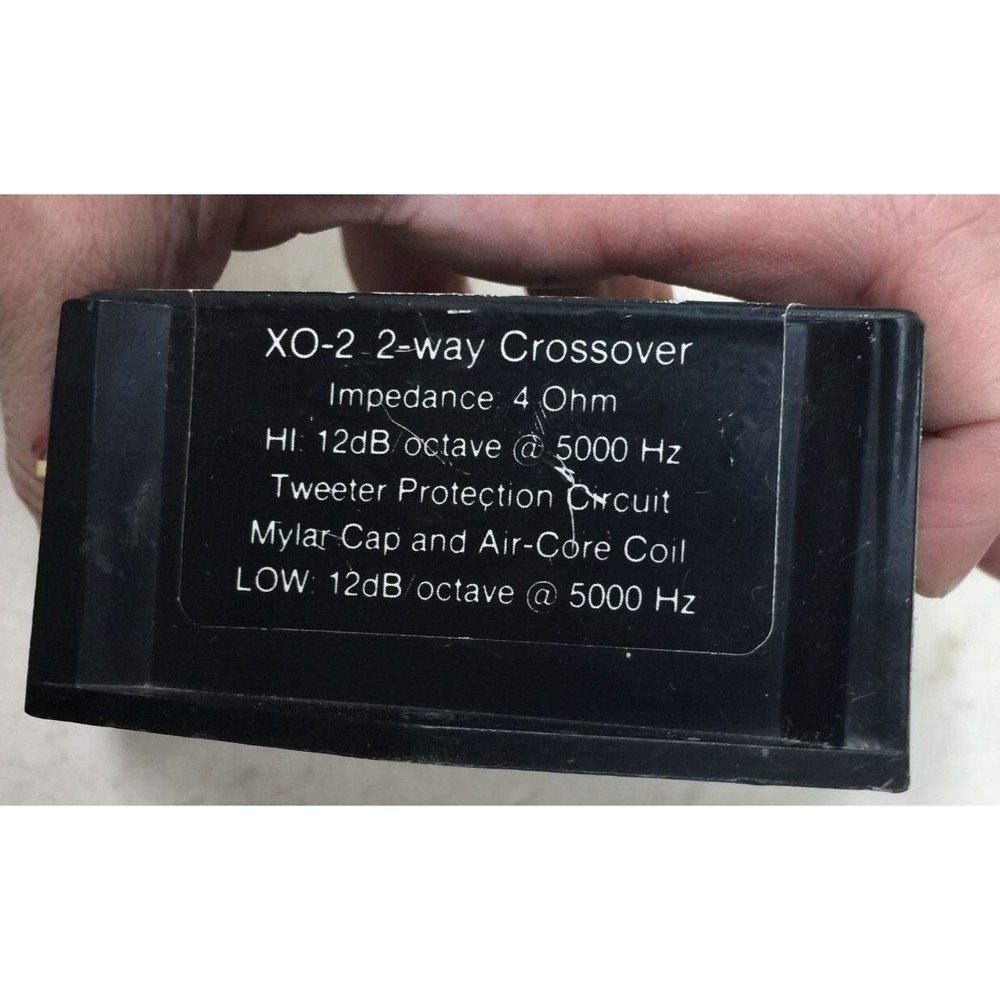 XO-2 2-way Crossover
Impedance: 4 Ohm
HI: 12dB/octave @ 5000 Hz
Tweeter Protection Circuit
Mylar Cap and Air-Core Coil
LOW: 12dB/octave @ 5000 Hz